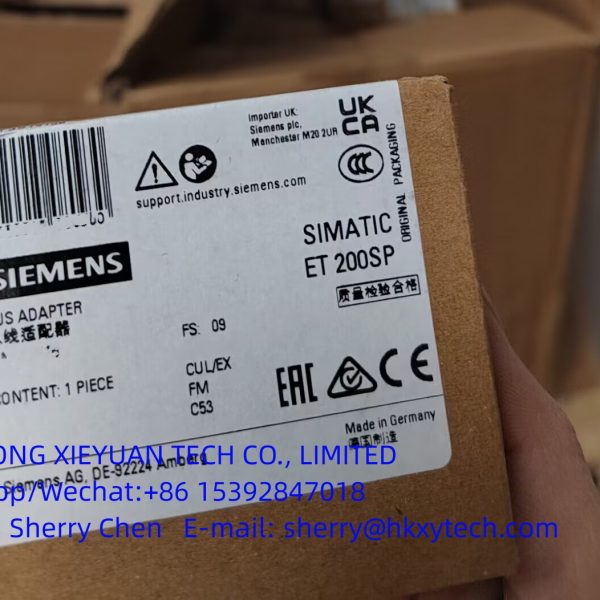 Importer UK:
Siemens plc,
Manchester M20 2UR
UK
CA
CCC
ORIGINAL PACKAGING
support.industry.siemens.com
SIMATIC
ET 200SP
SIEMENS
质量检验合格
US ADAPTER
线适配器
FS: 09
CONTENT: 1 PIECE
CUL/EX
FM
C53
EAC
CE
Made in Germany
德国制造
ONG XIEYUAN TECH CO., LIMITED
Siemens AG, DE-92224 Amberg
pp/Wechat:+86 15392847018
Sherry Chen E-mail: sherry@hkxytech.com